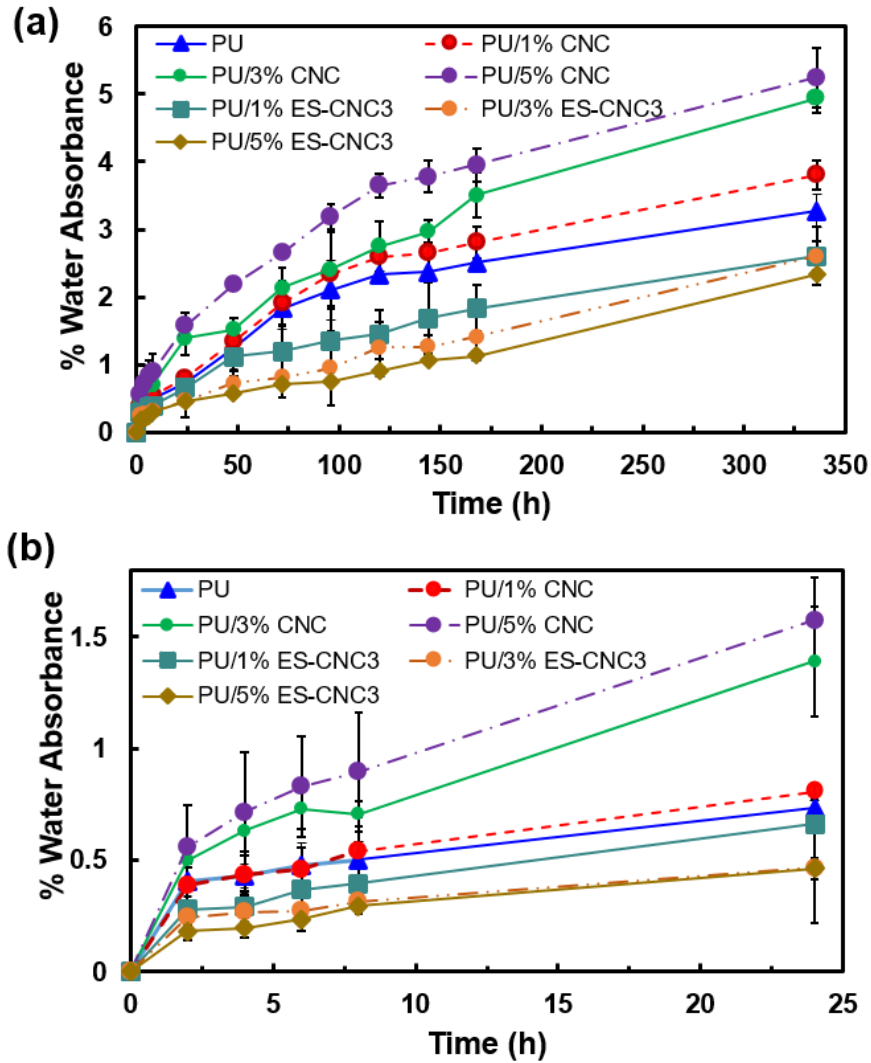 (a)
6
5
4
3
2
1
0
% Water Absorbance
PU
PU/1% CNC
PU/3% CNC
PU/5% CNC
PU/1% ES-CNC3
PU/3% ES-CNC3
PU/5% ES-CNC3
0 50 100 150 200 250 300 350
Time (h)
(b)
1.5
1
0.5
0
% Water Absorbance
PU
PU/1% CNC
PU/3% CNC
PU/5% CNC
PU/1% ES-CNC3
PU/3% ES-CNC3
PU/5% ES-CNC3
0 5 10 15 20 25
Time (h)